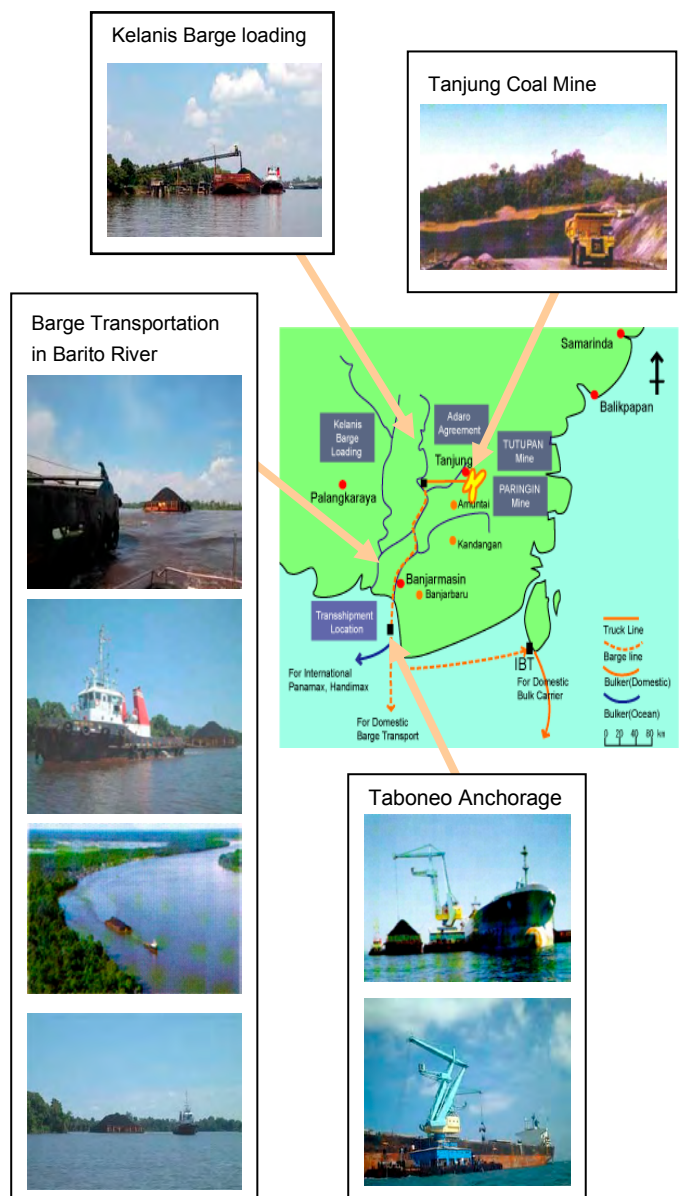 Kelanis Barge loading
Tanjung Coal Mine
Barge Transportation
in Barito River
Samarinda
Balikpapan
Kelanis
Barge
Loading
Adaro
Agreement
TUTUPAN
Mine
Tanjung
PARINGIN
Mine
Palangkaraya
Amuntai
Kandangan
Banjarmasin
Banjarbaru
Transshipment
Location
For International
Panamax, Handimax
IBT
For Domestic
Bulk Carrier
For Domestic
Barge Transport
Truck Line
Barge line
Bulker(Domestic)
Bulker(Ocean)
0 20 40 60 80 km
Taboneo Anchorage